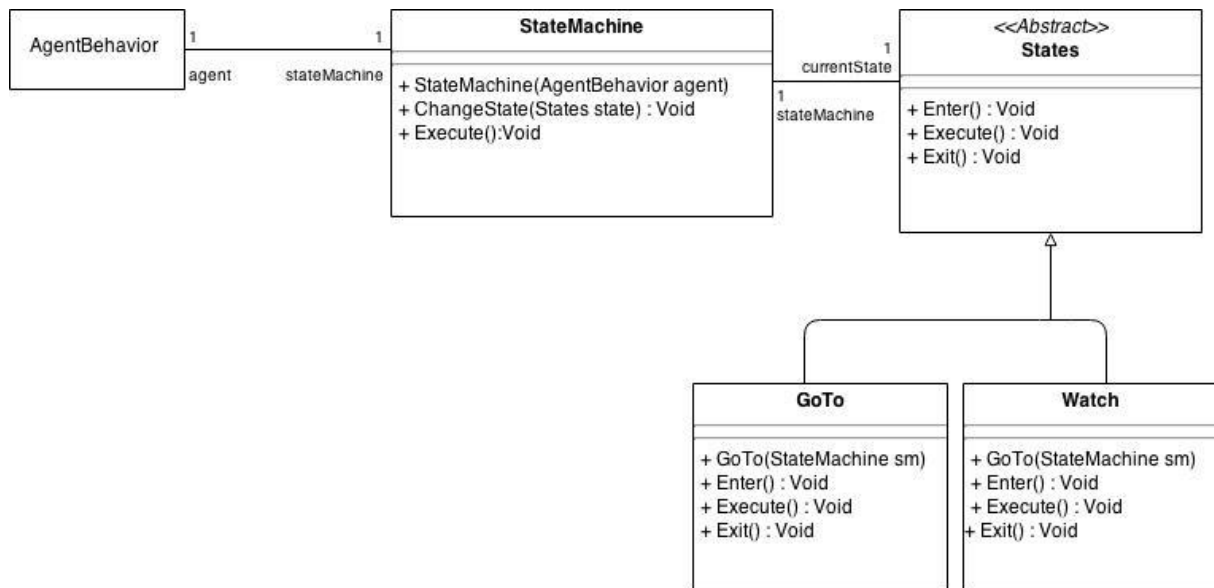 AgentBehavior
1
agent
1
stateMachine
StateMachine
+ StateMachine(AgentBehavior agent)
+ ChangeState(States state) : Void
+ Execute():Void
1
currentState
1
stateMachine
<<Abstract>>
States
+ Enter() : Void
+ Execute() : Void
+ Exit() : Void
GoTo
+ GoTo(StateMachine sm)
+ Enter() : Void
+ Execute() : Void
+ Exit() : Void
Watch
+ GoTo(StateMachine sm)
+ Enter() : Void
+ Execute() : Void
+ Exit() : Void